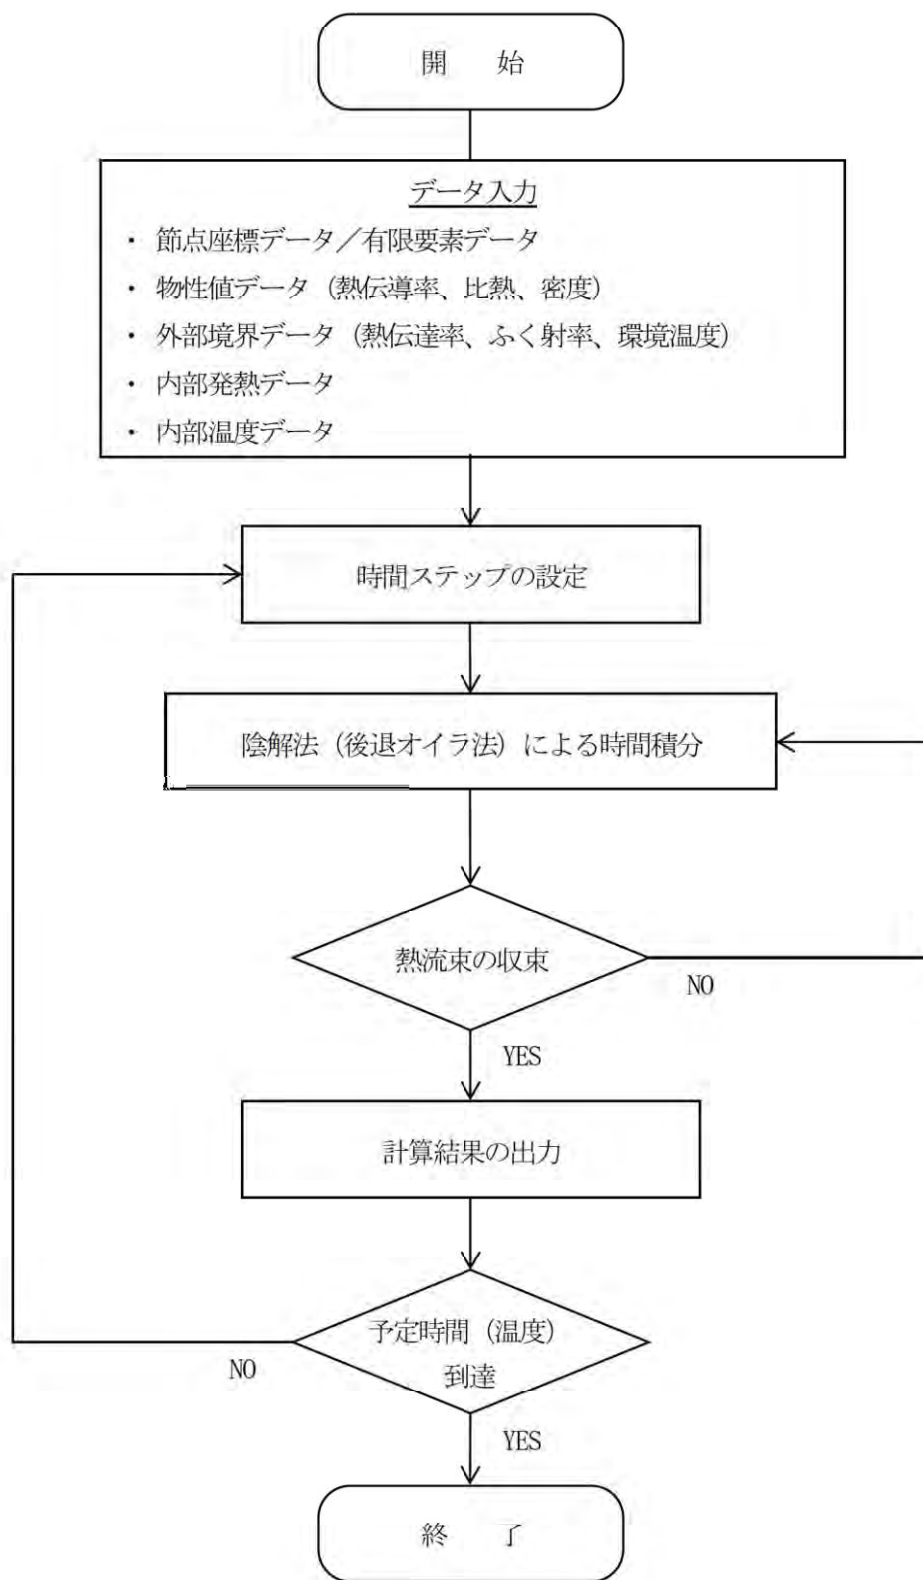 開　始
データ入力
・ 節点座標データ／有限要素データ
・ 物性値データ（熱伝導率、比熱、密度）
・ 外部境界データ（熱伝達率、ふく射率、環境温度）
・ 内部発熱データ
・ 内部温度データ
時間ステップの設定
陰解法（後退オイラ法）による時間積分
熱流束の収束
NO
YES
計算結果の出力
予定時間（温度）
到達
NO
YES
終　了